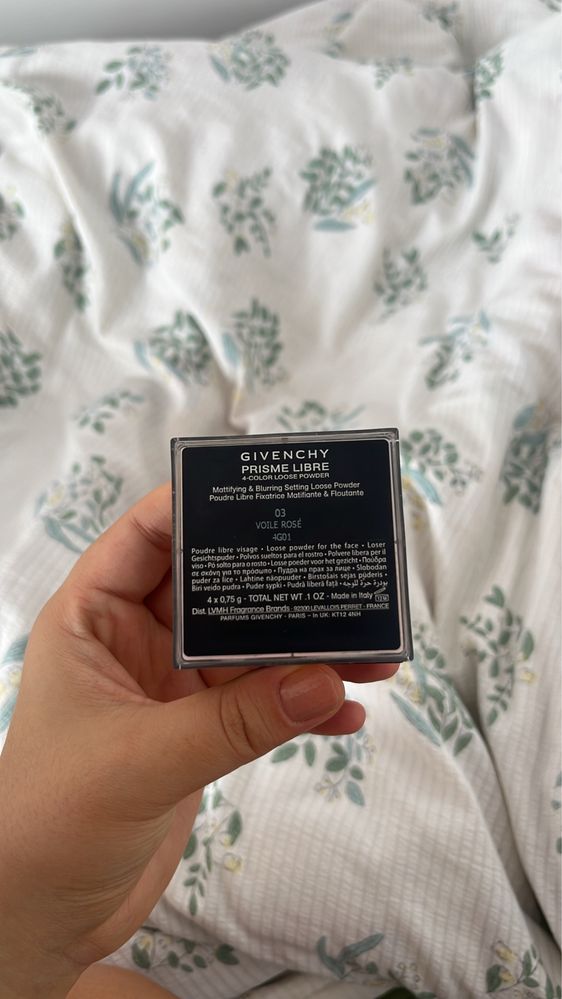 GIVENCHY
PRISME LIBRE
4-COLOR LOOSE POWDER
Mattifying & Blurring Setting Loose Powder
Poudre Libre Fixatrice Matifiante & Floutante
03
VOILE ROSÉ
4G01
Poudre libre visage • Loose powder for the face • Loser
Gesichtspuder • Polvos sueltos para el rostro • Polvere libera per il
viso • Pó solto para o rosto • Losse poeder voor het gezicht • Πούδρα
σε σκόνη για το πρόσωπο • Пудра на прах за лице • Slobodan
puder za lice • Lahtine näopuuder • Birstošais sejas pūderis •
Biri veido pudra • Puder sypki • Pudră liberă față • بودرة حرة للوجه
4 x 0,75 g - TOTAL NET WT .1 OZ - Made in Italy 12 M
Dist. LVMH Fragrance Brands - 92300 LEVALLOIS PERRET - FRANCE
PARFUMS GIVENCHY - PARIS - In UK: KT12 4NH